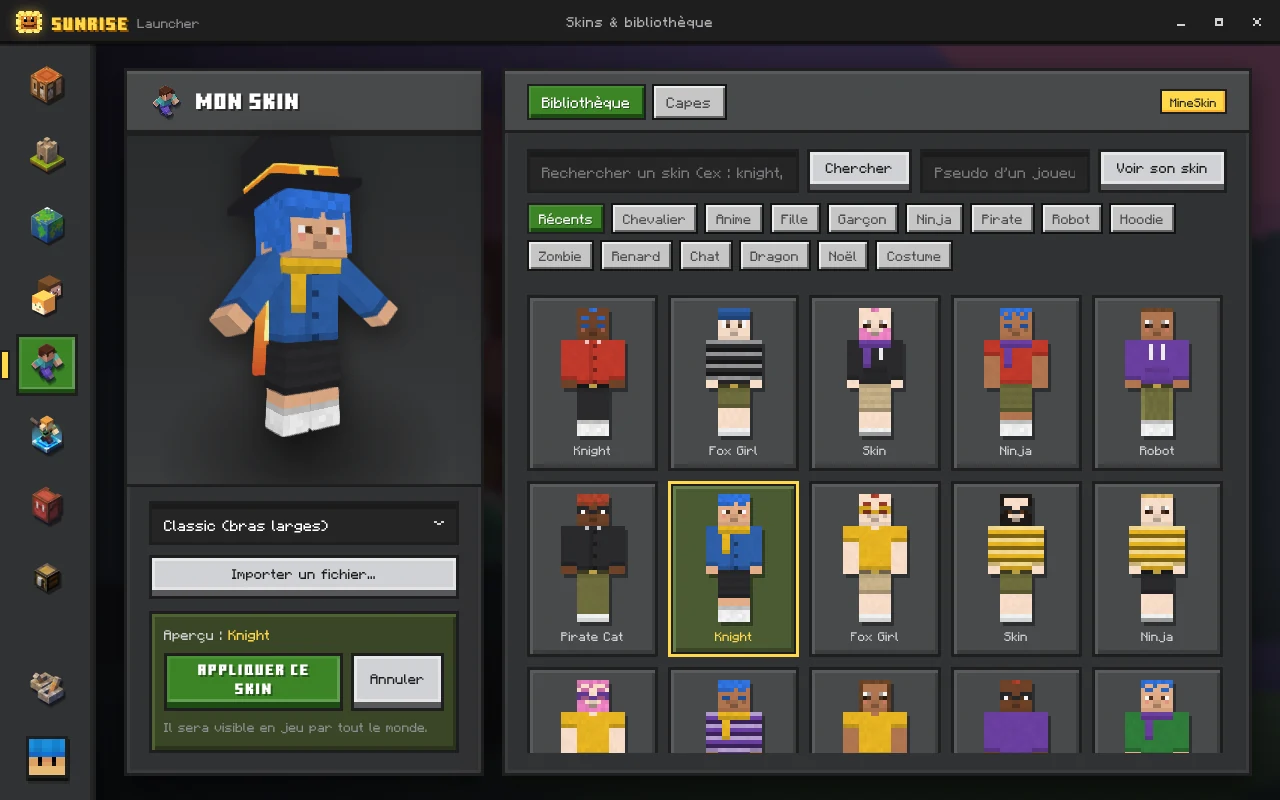 SUNRISE Launcher
Skins & bibliothèque
MON SKIN
Bibliothèque
Capes
MineSkin
Rechercher un skin (ex : knight,
Chercher
Pseudo d'un joueu
Voir son skin
Récents
Chevalier
Anime
Fille
Garçon
Ninja
Pirate
Robot
Hoodie
Zombie
Renard
Chat
Dragon
Noël
Costume
Knight
Fox Girl
Skin
Ninja
Robot
Pirate Cat
Knight
Fox Girl
Skin
Ninja
Classic (bras larges)
Importer un fichier...
Aperçu : Knight
APPLIQUER CE
SKIN
Annuler
Il sera visible en jeu par tout le monde.